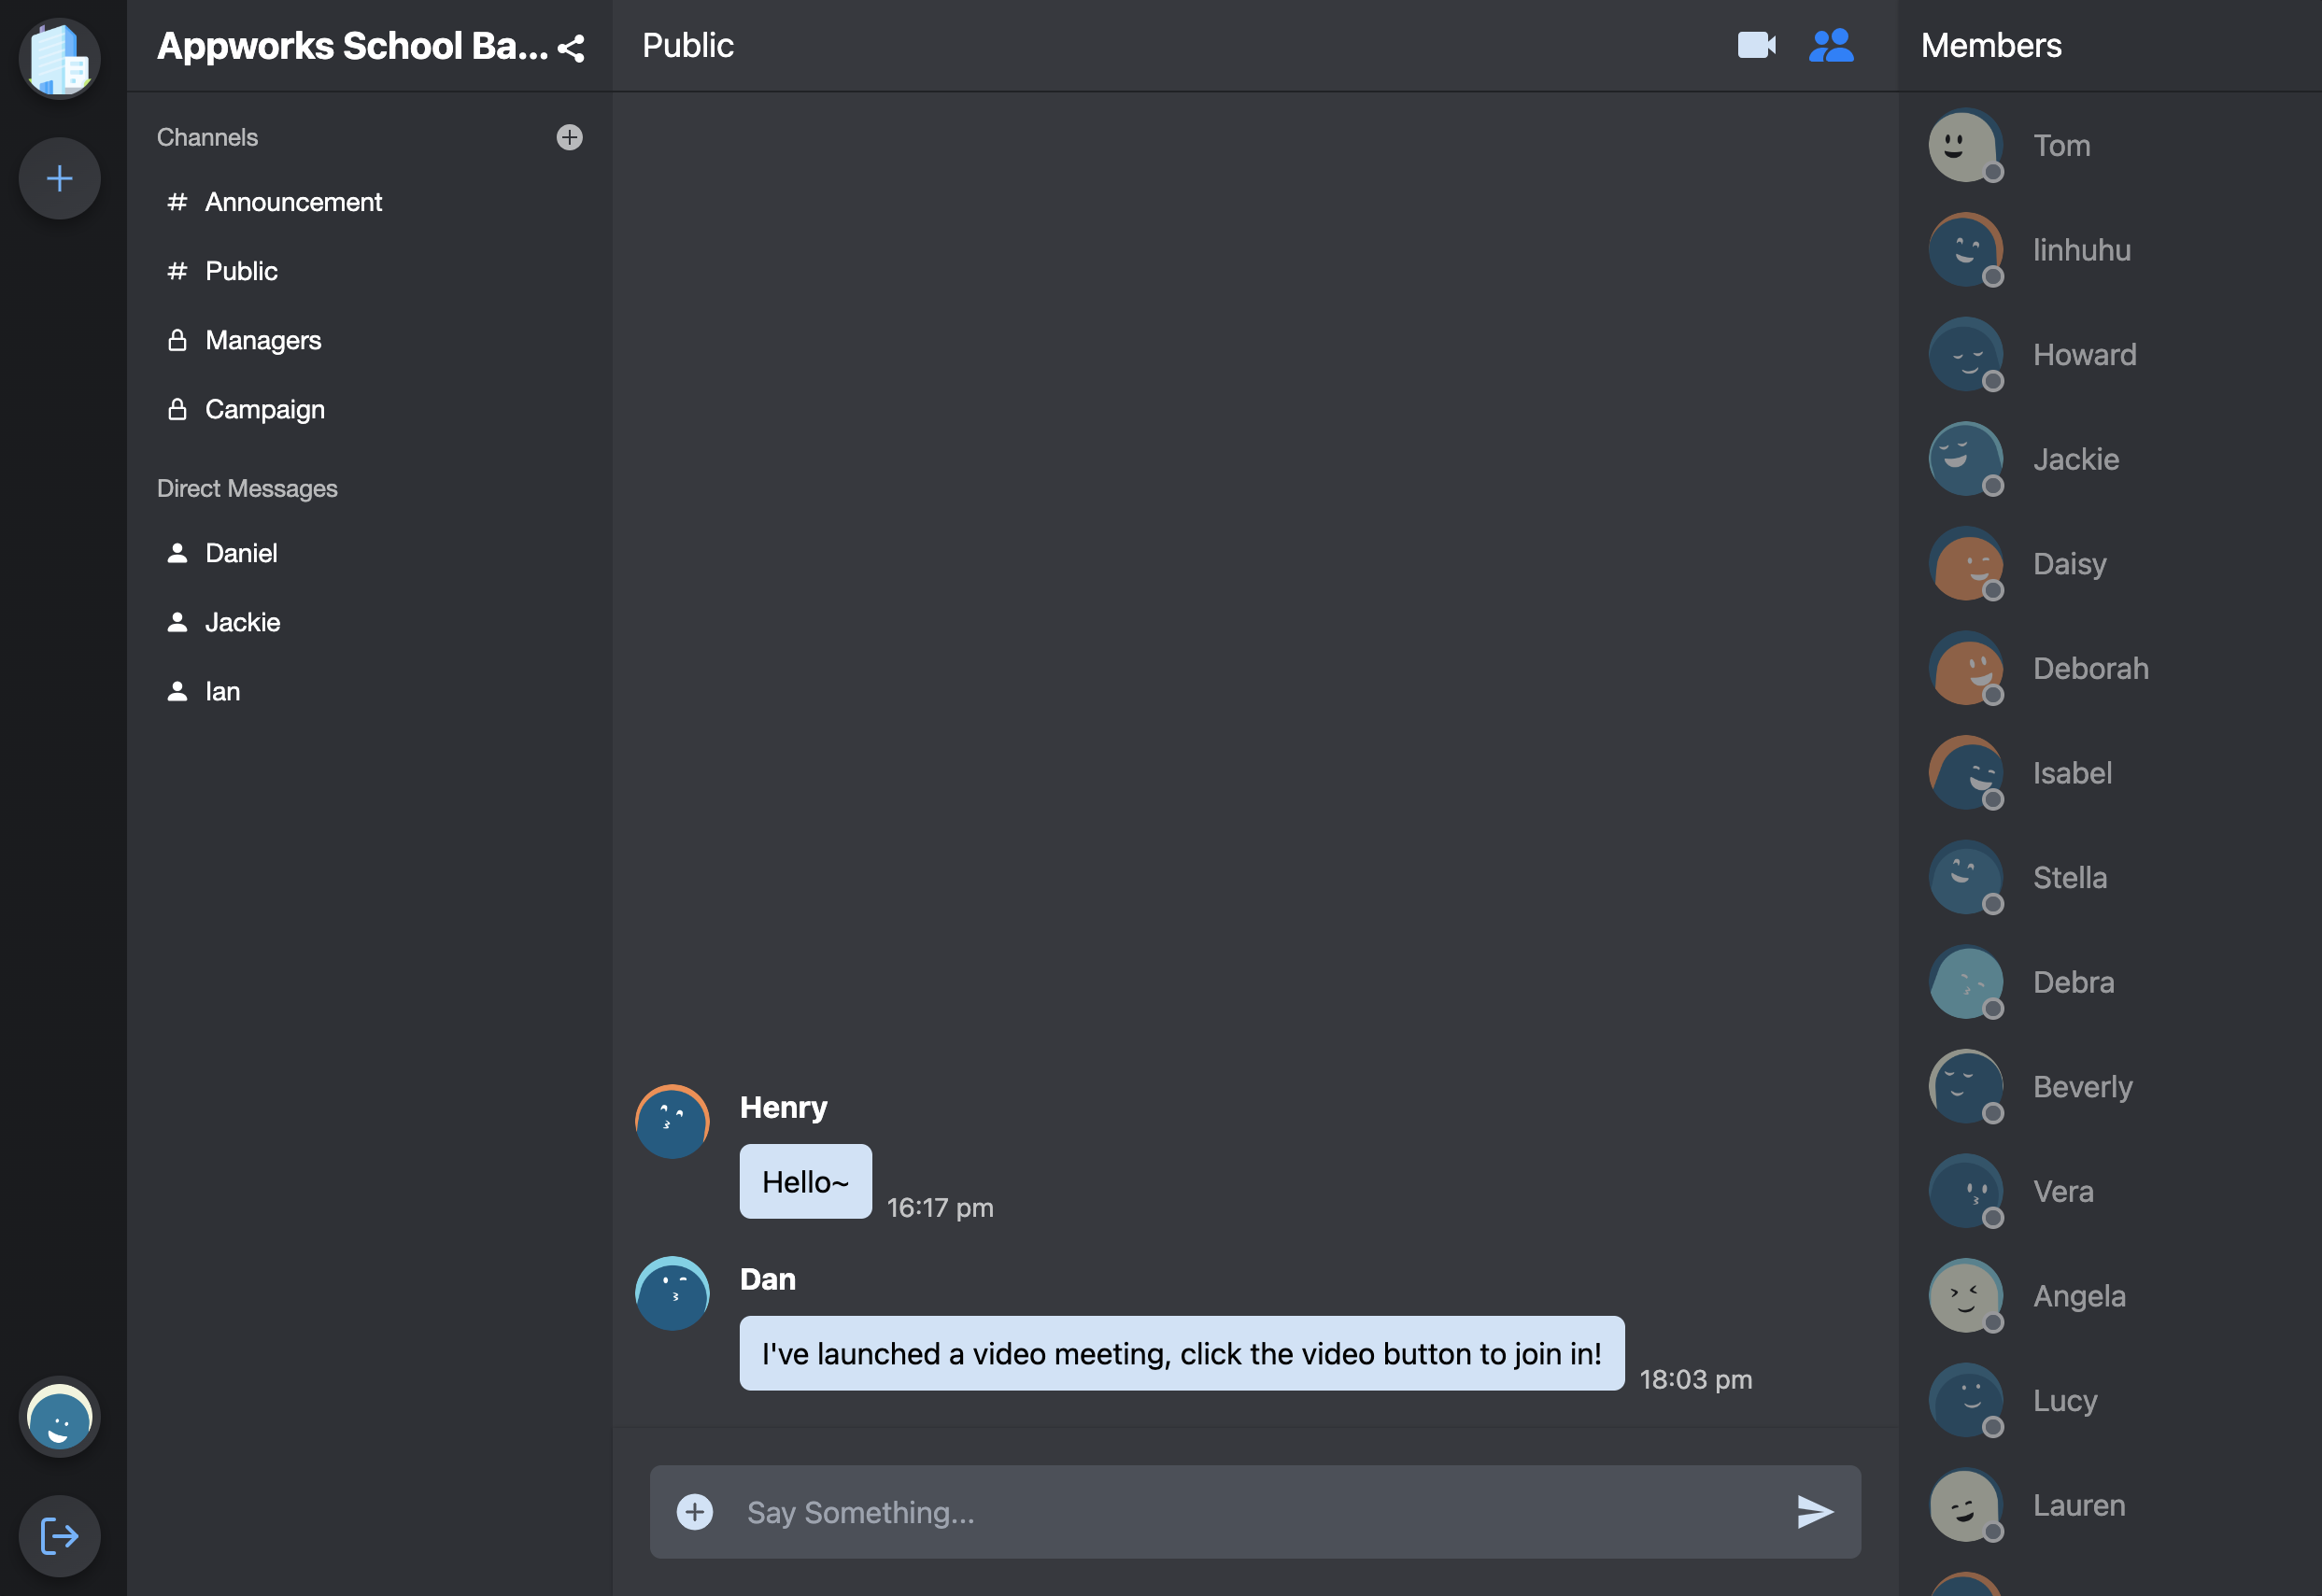 Appworks School Ba...
Channels
# Announcement
# Public
Managers
Campaign
Direct Messages
Daniel
Jackie
Ian
Public
Henry
Hello~
16:17 pm
Dan
I've launched a video meeting, click the video button to join in!
18:03 pm
Say Something...
Members
Tom
linhuhu
Howard
Jackie
Daisy
Deborah
Isabel
Stella
Debra
Beverly
Vera
Angela
Lucy
Lauren